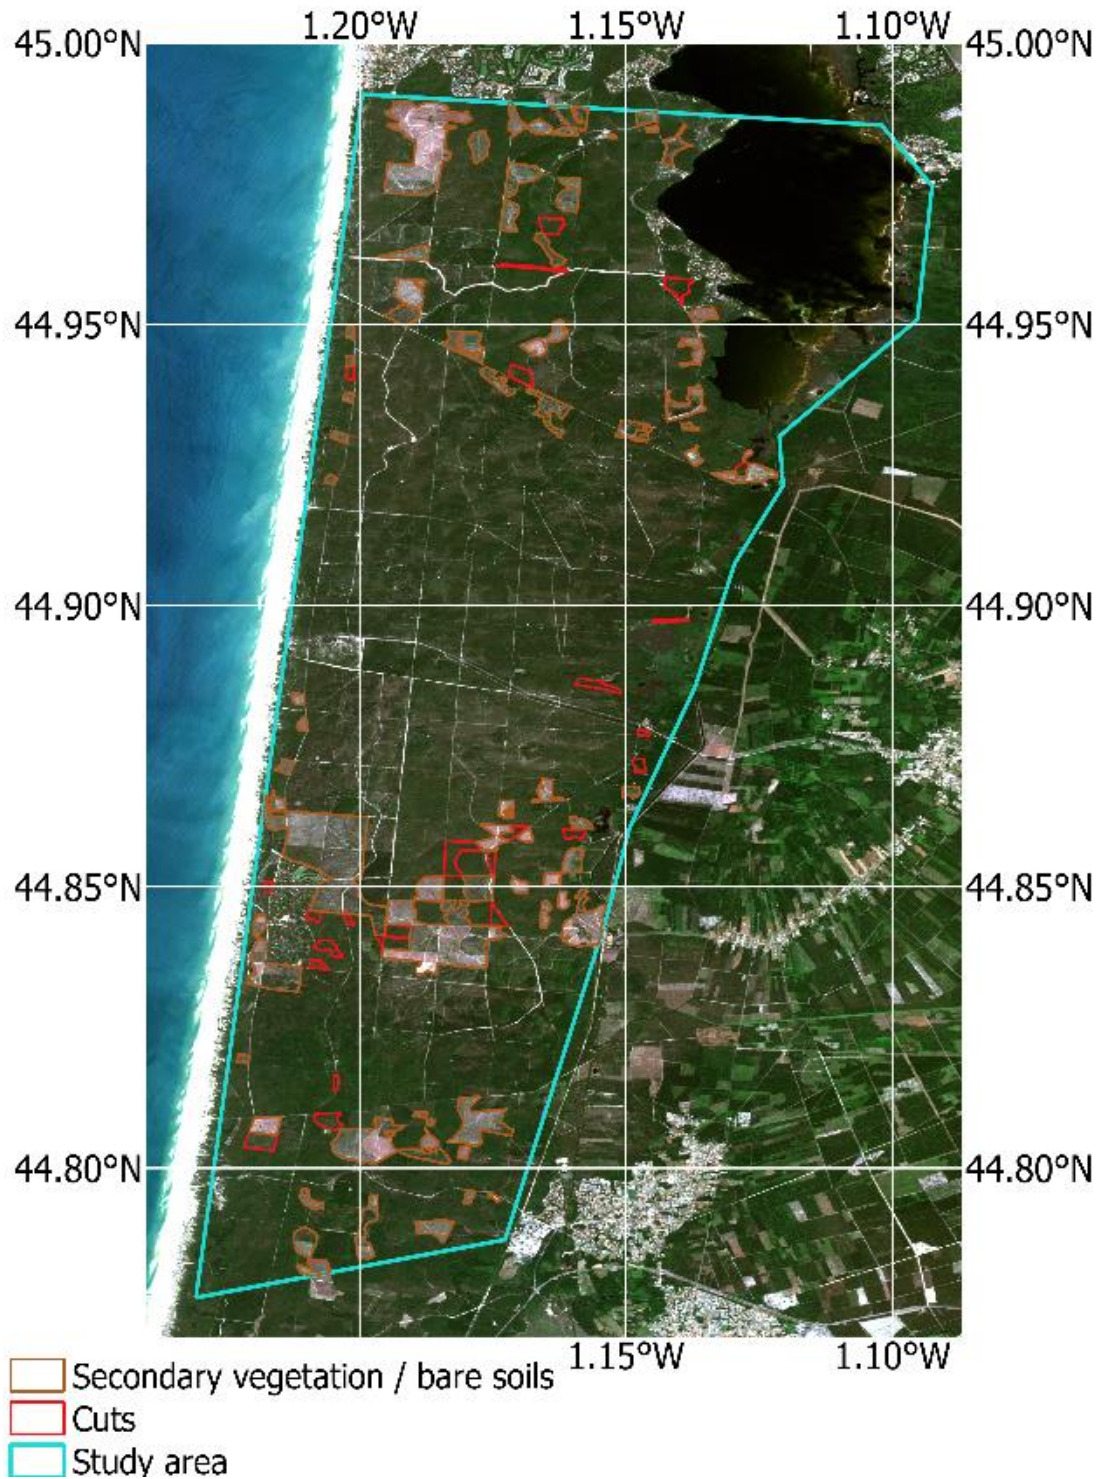 1.20°W 1.15°W 1.10°W
45.00°N 45.00°N
44.95°N 44.95°N
44.90°N 44.90°N
44.85°N 44.85°N
44.80°N 44.80°N
1.15°W 1.10°W
Secondary vegetation / bare soils
Cuts
Study area